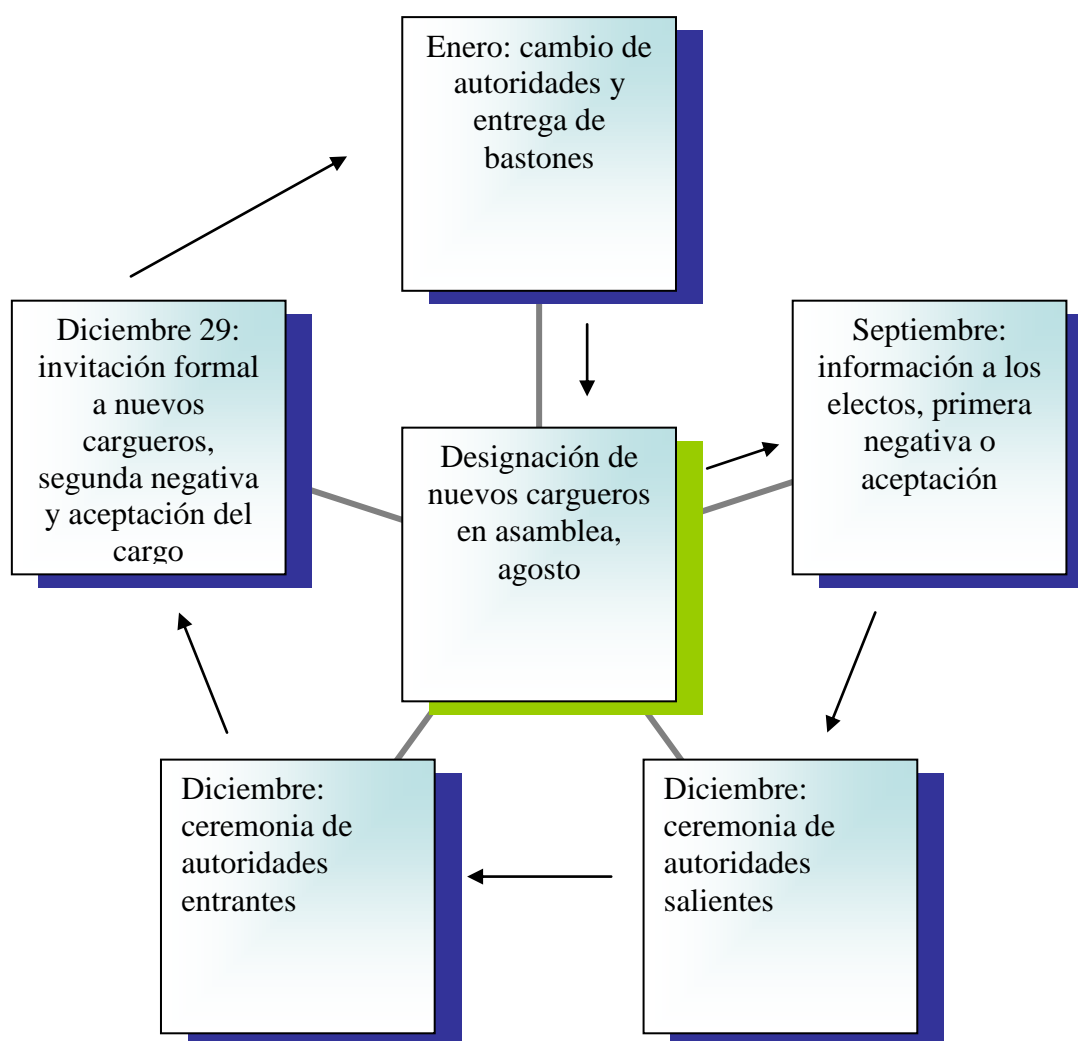 Enero: cambio de
autoridades y
entrega de
bastones
Diciembre 29:
invitación formal
a nuevos
cargueros,
segunda negativa
y aceptación del
cargo
Septiembre:
información a los
electos, primera
negativa o
aceptación
Designación de
nuevos cargueros
en asamblea,
agosto
Diciembre:
ceremonia de
autoridades
entrantes
Diciembre:
ceremonia de
autoridades
salientes